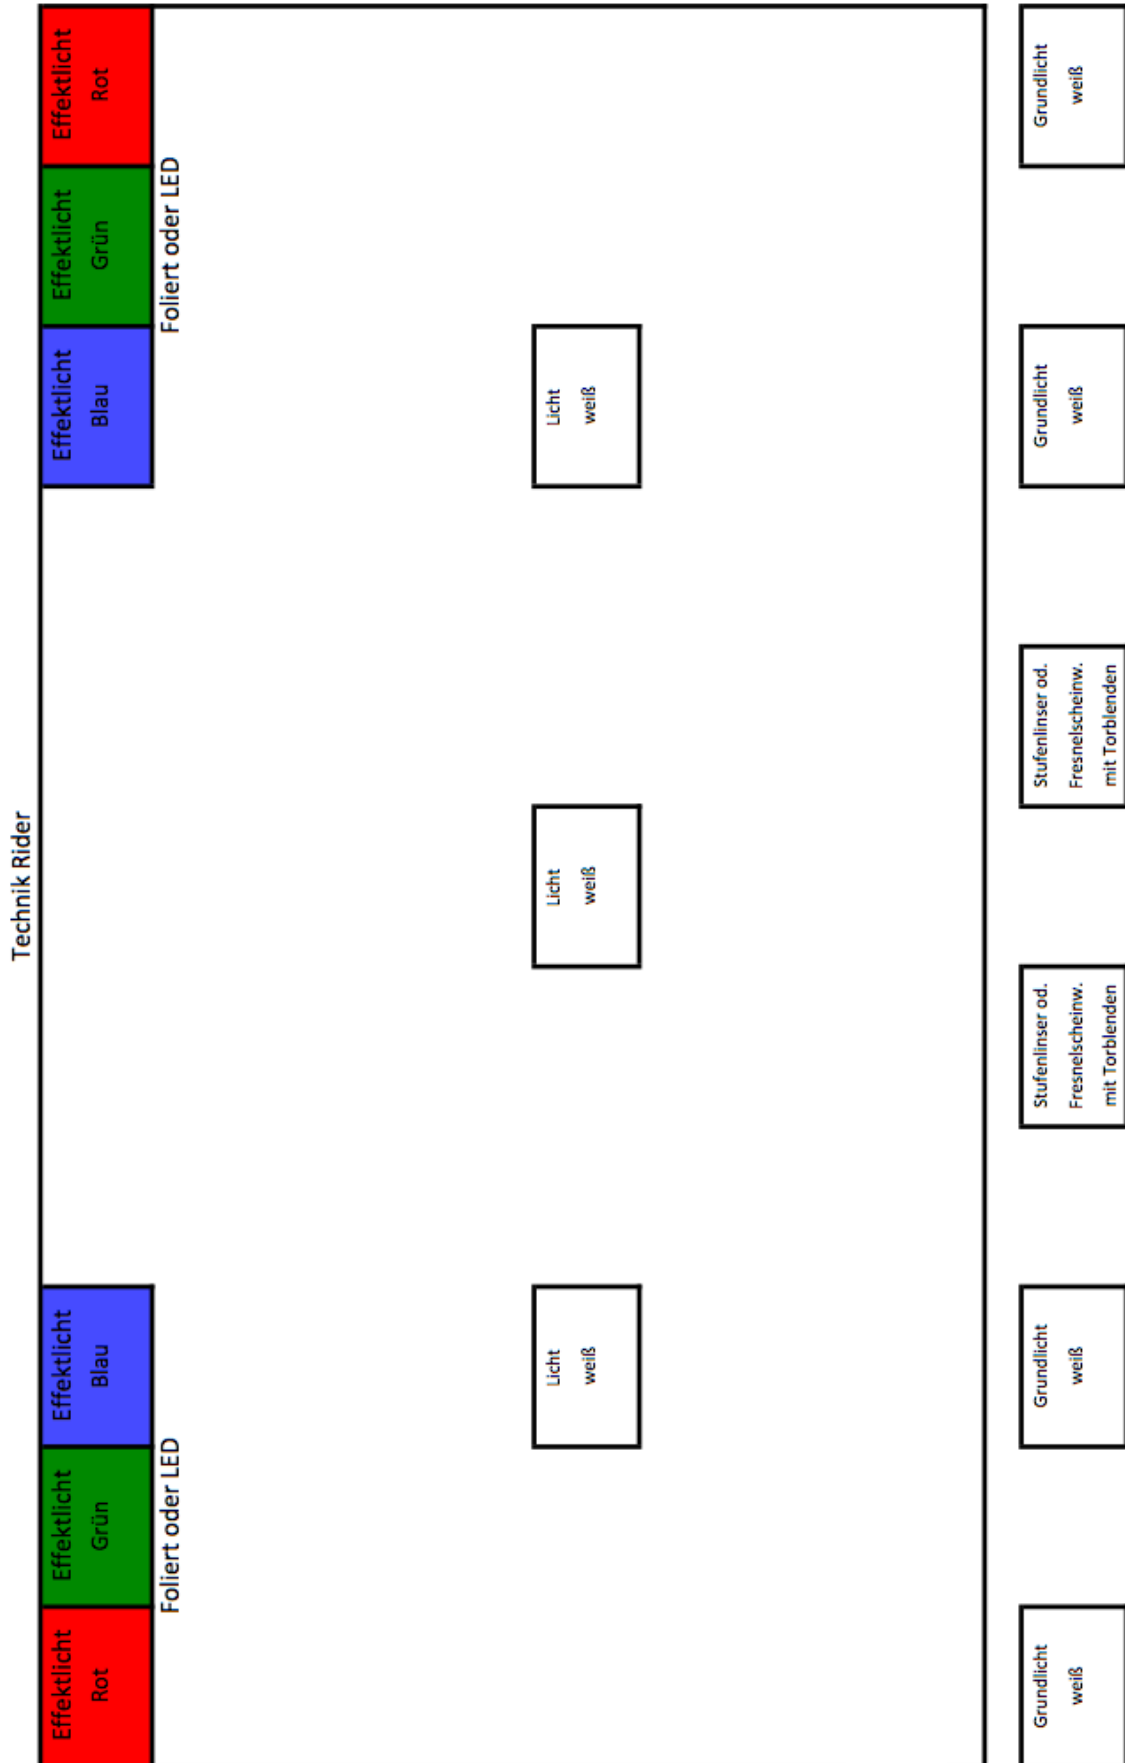 Technik Rider
Effektlicht
Rot
Effektlicht
Grün
Effektlicht
Blau
Effektlicht
Blau
Effektlicht
Grün
Effektlicht
Rot
Foliert oder LED
Foliert oder LED
Licht
weiß
Licht
weiß
Licht
weiß
Grundlicht
weiß
Grundlicht
weiß
Stufenlinser od.
Fresnelscheinw.
mit Torblenden
Stufenlinser od.
Fresnelscheinw.
mit Torblenden
Grundlicht
weiß
Grundlicht
weiß